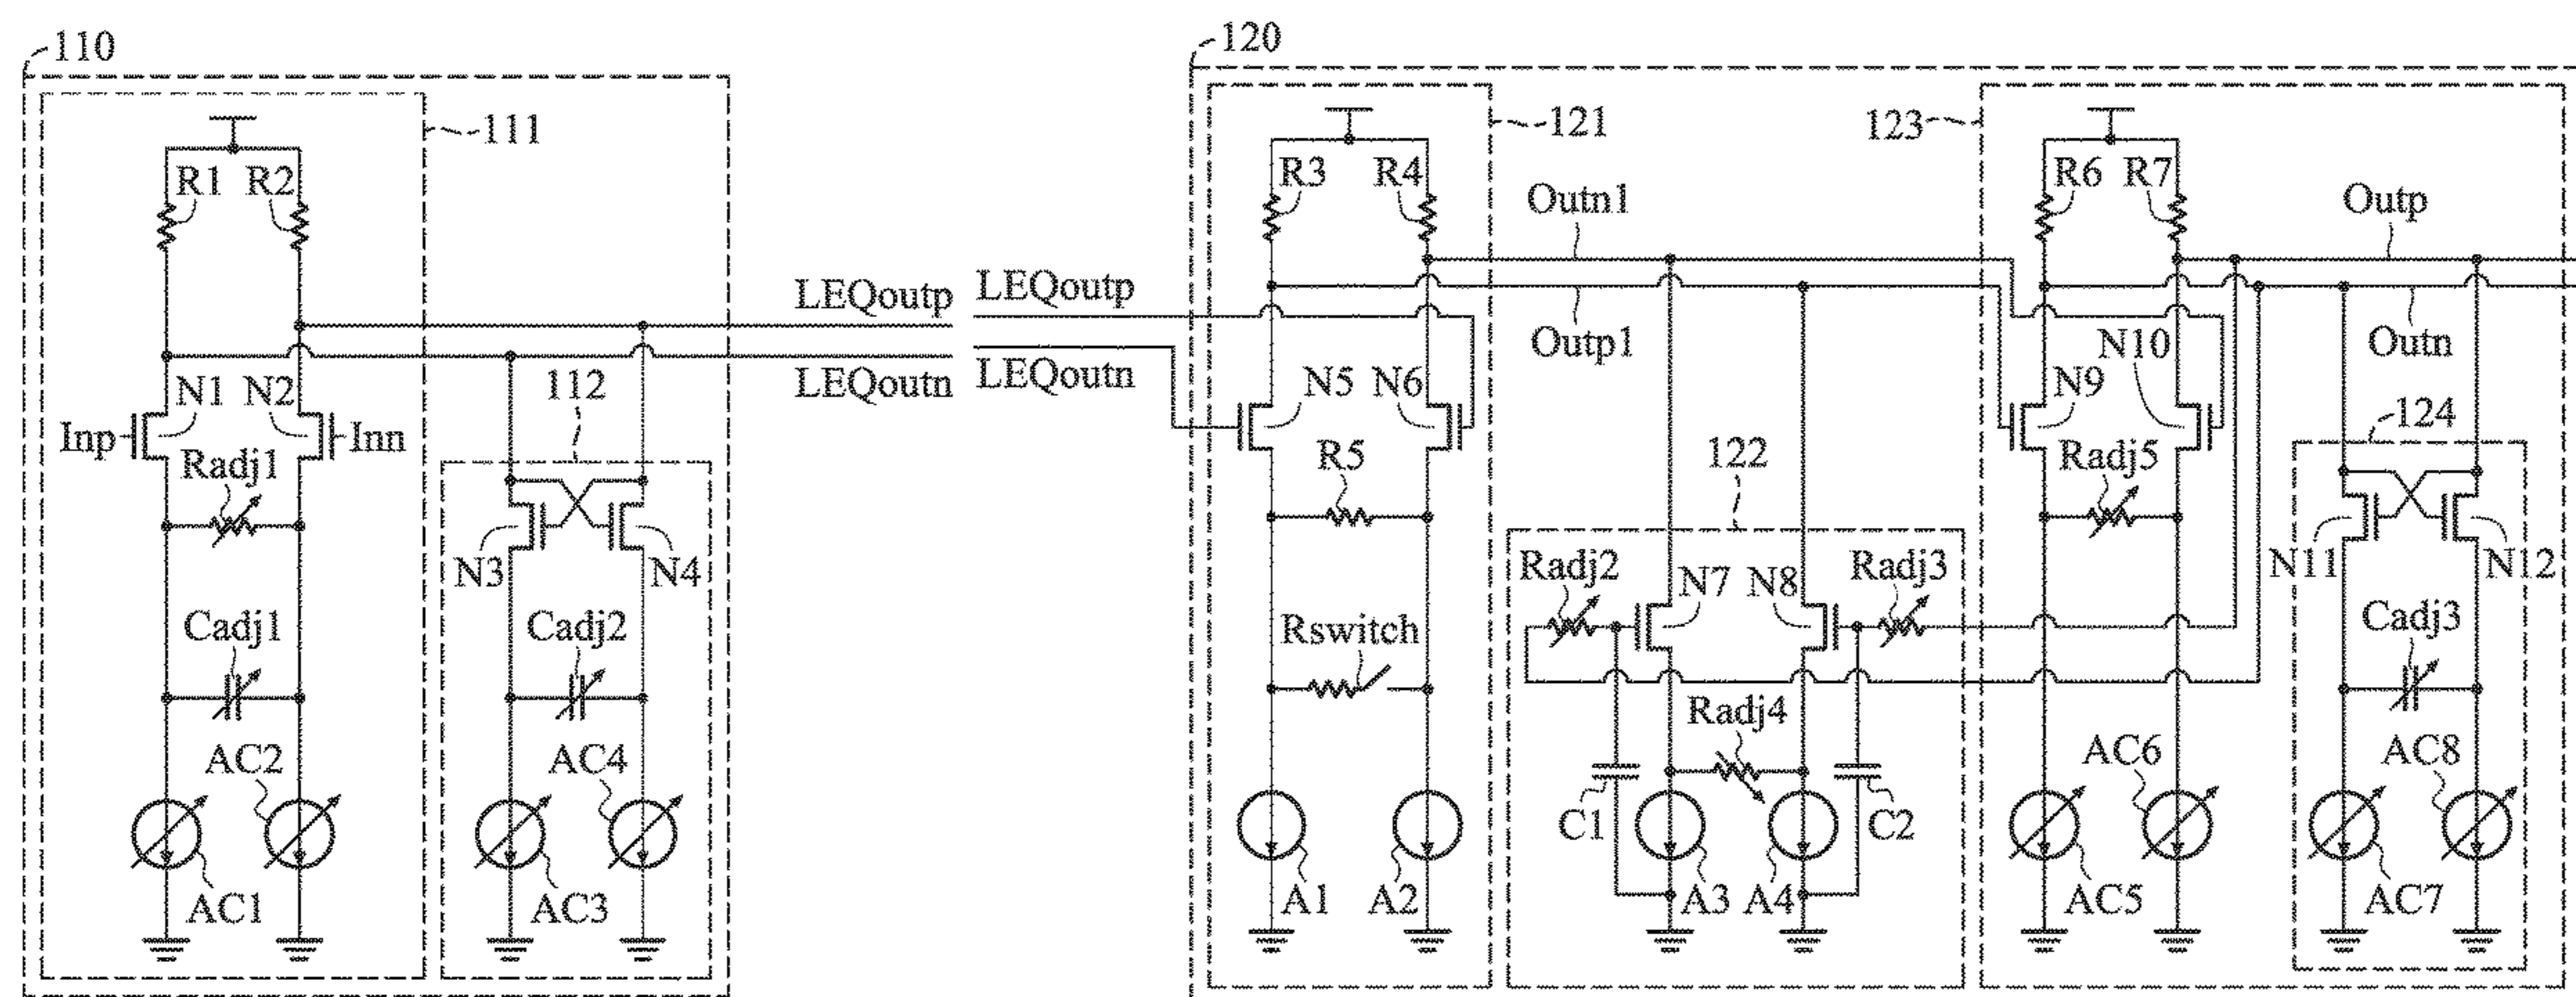 110
111
R1 R2
LEQoutp
LEQoutn
N1 N2
Inp Inn
Radj1
112
N3 N4
Cadj1
Cadj2
AC2
AC4
AC1
AC3
120
121
123
R3 R4
Outn1
R6 R7
Outp
LEQoutp
Outp1
Outn
LEQoutn
N5 N6
N9 N10
124
R5
122
Radj5
Radj2
N7 N8
Radj3
N11 N12
Rswitch
Cadj3
Radj4
AC6
AC8
C1
C2
A1 A2
A3 A4
AC5
AC7